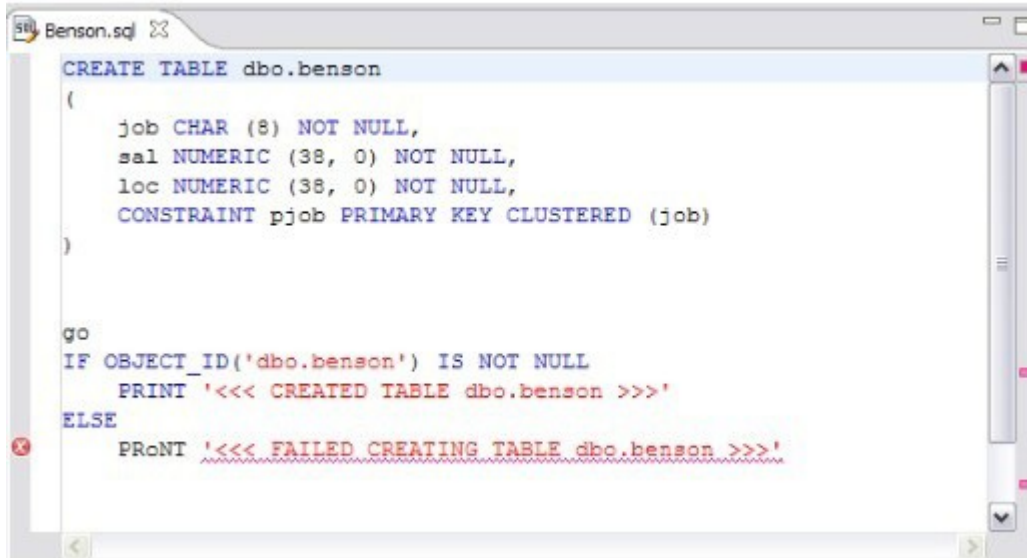 Benson.sql
CREATE TABLE dbo.benson
(
    job CHAR (8) NOT NULL,
    sal NUMERIC (38, 0) NOT NULL,
    loc NUMERIC (38, 0) NOT NULL,
    CONSTRAINT pjob PRIMARY KEY CLUSTERED (job)
)
go
IF OBJECT_ID('dbo.benson') IS NOT NULL
    PRINT '<<< CREATED TABLE dbo.benson >>>'
ELSE
    PRoNT '<<< FAILED CREATING TABLE dbo.benson >>>'